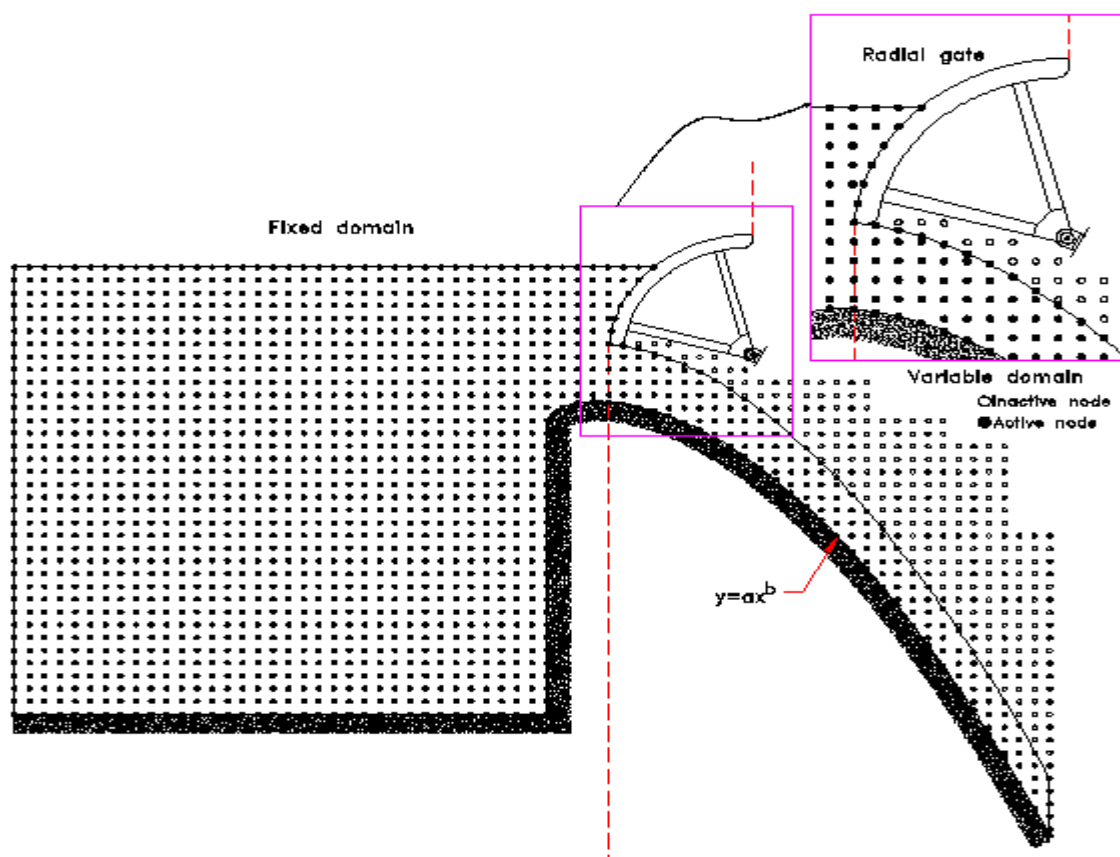 Radial gate
Fixed domain
Variable domain
Inactive node
Active node
y=ax^b